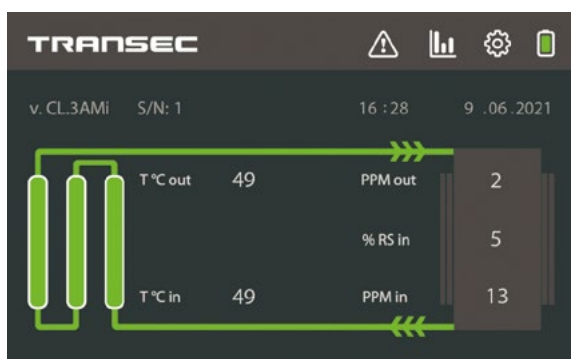 TRANSEC
v. CL.3AMi S/N: 1 16 : 28 9 .06 .2021
T °C out 49 PPM out 2
% RS in 5
T °C in 49 PPM in 13